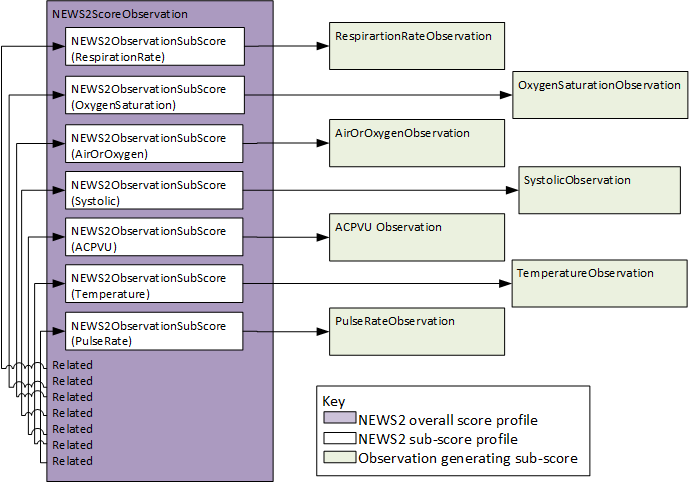 NEWS2ScoreObservation
NEWS2ObservationSubScore
(RespirationRate)
RespirartionRateObservation
NEWS2ObservationSubScore
(OxygenSaturation)
OxygenSaturationObservation
NEWS2ObservationSubScore
(AirOrOxygen)
AirOrOxygenObservation
NEWS2ObservationSubScore
(Systolic)
SystolicObservation
NEWS2ObservationSubScore
(ACPVU)
ACPVU Observation
NEWS2ObservationSubScore
(Temperature)
TemperatureObservation
NEWS2ObservationSubScore
(PulseRate)
PulseRateObservation
Related
Related
Related
Related
Related
Related
Related
Key
NEWS2 overall score profile
NEWS2 sub-score profile
Observation generating sub-score